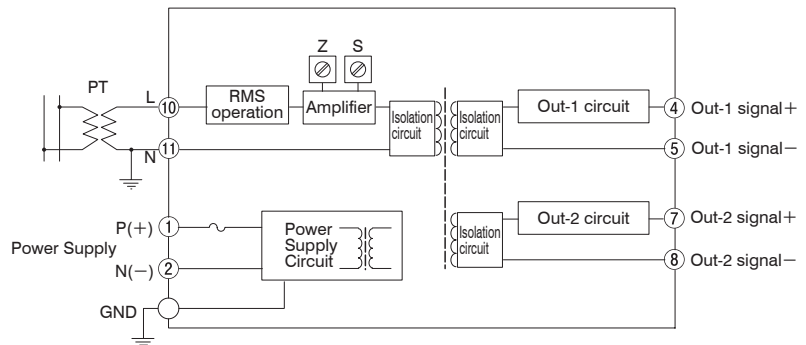 Z S
PT
L 10 RMS operation Amplifier Isolation circuit Isolation circuit Out-1 circuit 4 Out-1 signal+
N 11 5 Out-1 signal−
P(+) 1 Power Supply Circuit Isolation circuit Out-2 circuit 7 Out-2 signal+
Power Supply
N(−) 2 8 Out-2 signal−
GND